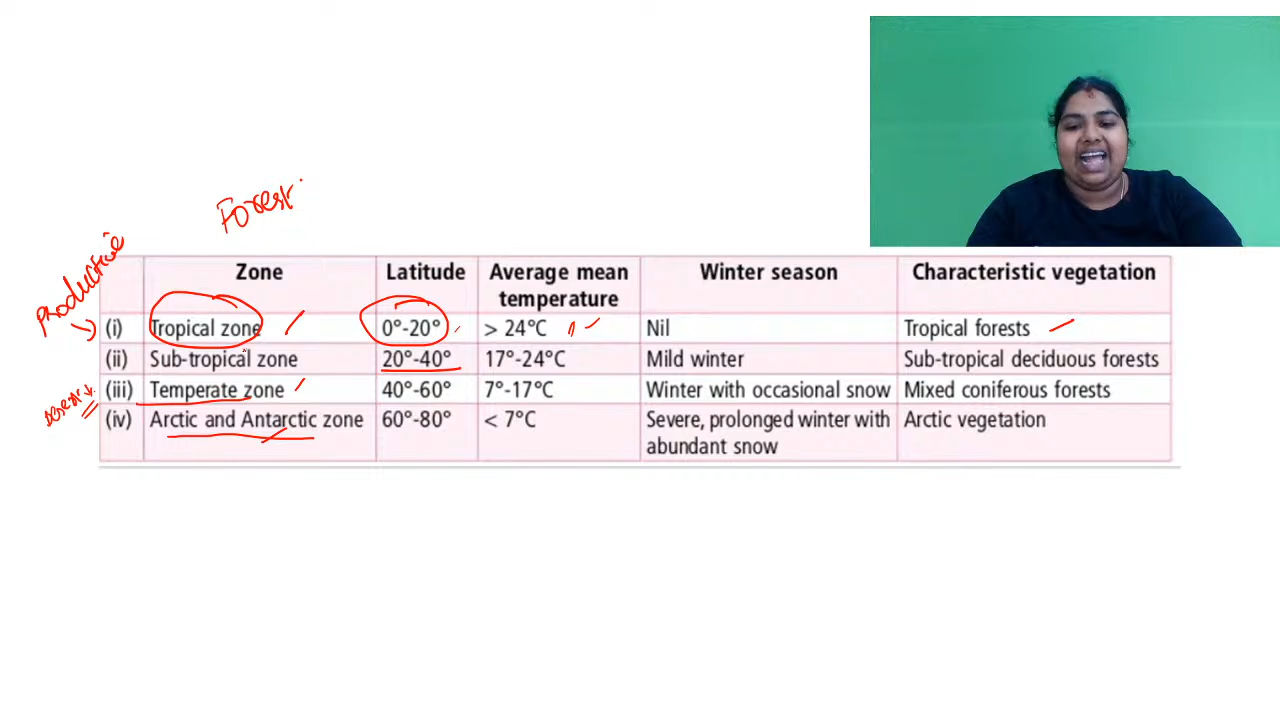 Forest
Productive
Zone Latitude Average mean temperature Winter season Characteristic vegetation
(i) Tropical zone 0°-20° > 24°C Nil Tropical forests
(ii) Sub-tropical zone 20°-40° 17°-24°C Mild winter Sub-tropical deciduous forests
(iii) Temperate zone 40°-60° 7°-17°C Winter with occasional snow Mixed coniferous forests
(iv) Arctic and Antarctic zone 60°-80° < 7°C Severe, prolonged winter with abundant snow Arctic vegetation